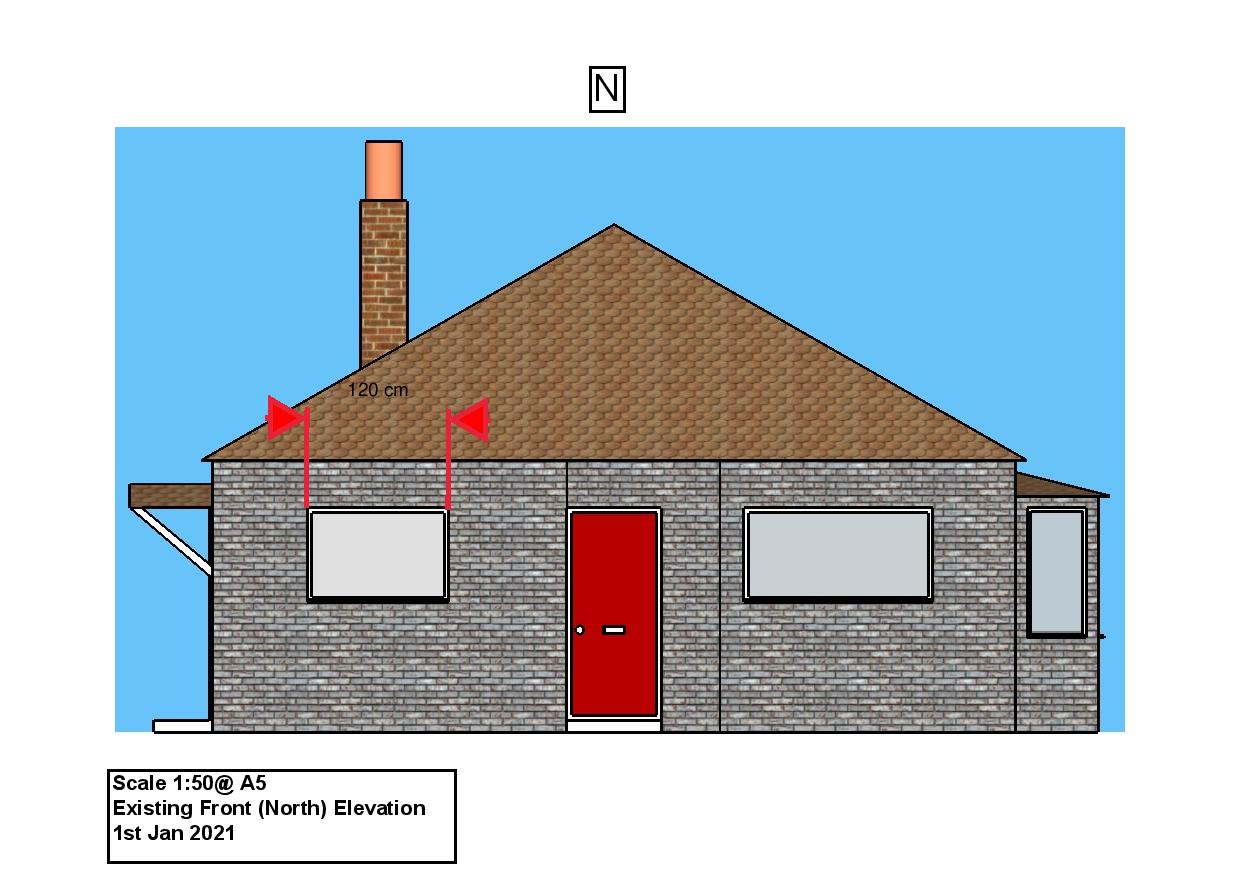 N
120 cm
Scale 1:50@ A5
Existing Front (North) Elevation
1st Jan 2021